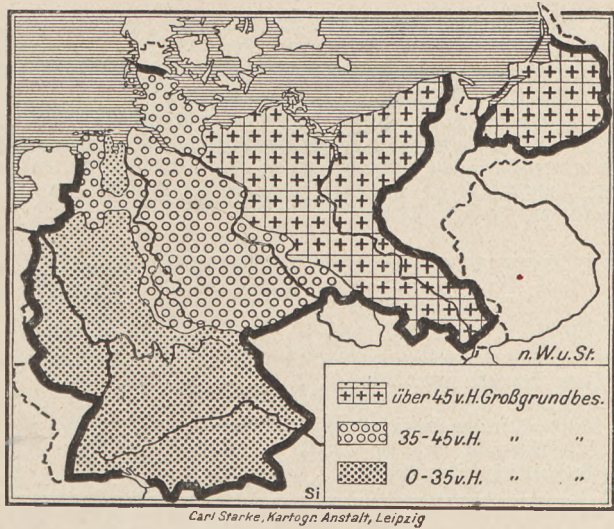 n. W. u. St.
über 45 v.H. Großgrundbes.
35-45 v.H. " "
0-35 v.H. " "
Si
Carl Starke, Kartogr. Anstalt, Leipzig